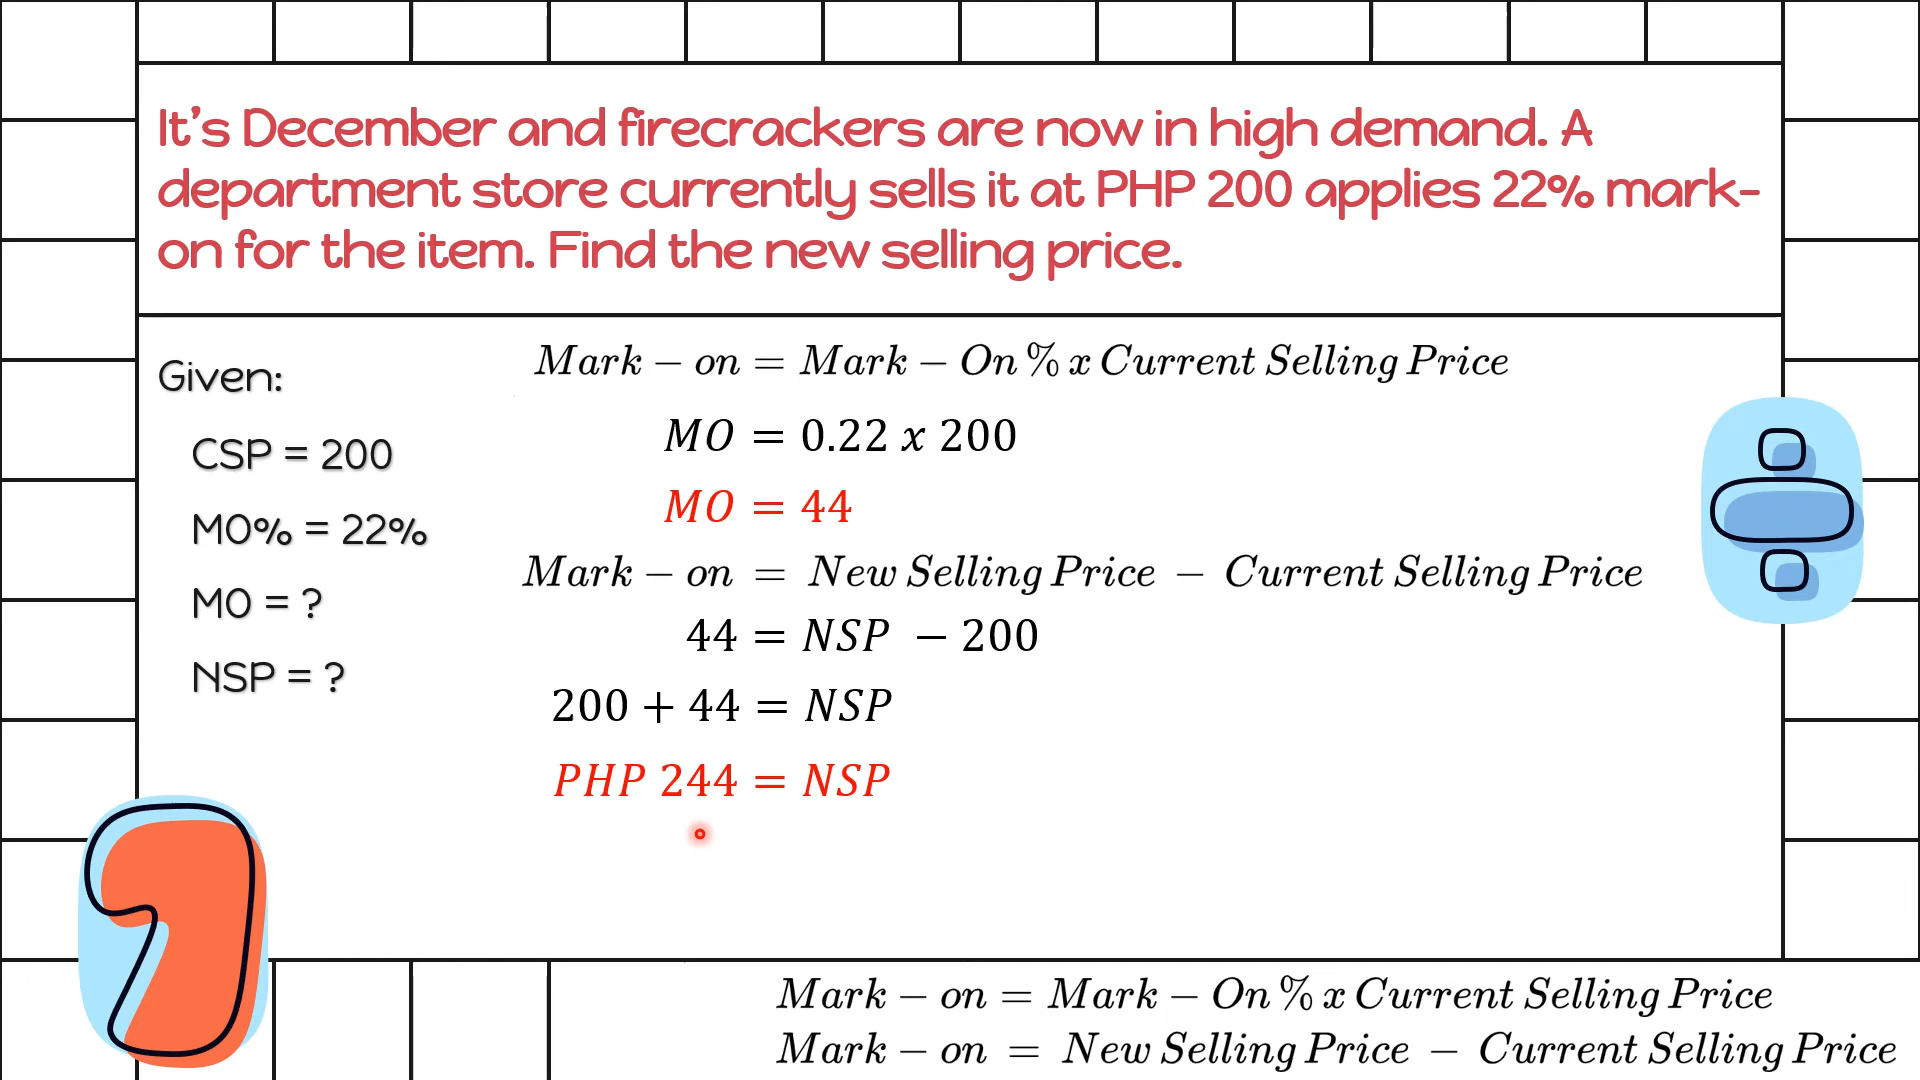 It's December and firecrackers are now in high demand. A
department store currently sells it at PHP 200 applies 22% mark-
on for the item. Find the new selling price.
Given:
CSP = 200
MO% = 22%
MO = ?
NSP = ?
Mark – on = Mark – On % x Current Selling Price
MO = 0.22 x 200
MO = 44
Mark – on = New Selling Price – Current Selling Price
44 = NSP – 200
200 + 44 = NSP
PHP 244 = NSP
7
Mark – on = Mark – On % x Current Selling Price
Mark – on = New Selling Price – Current Selling Price